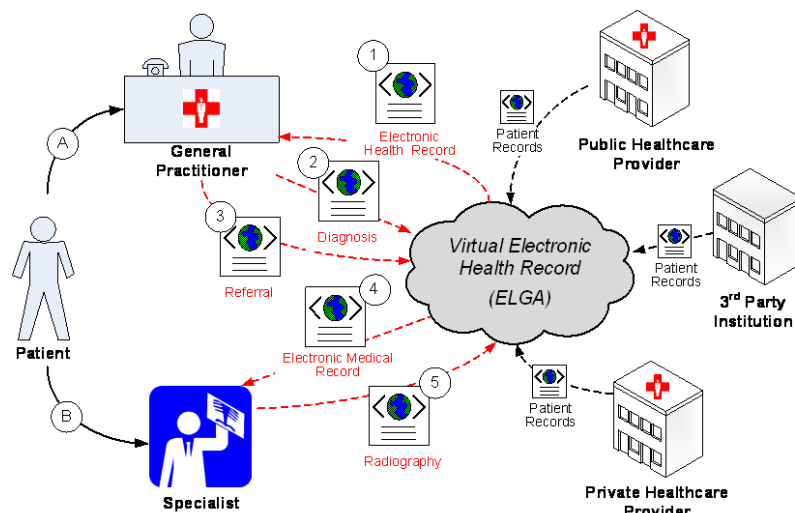 1
Electronic
Health Record
Patient
Records
Public Healthcare
Provider
A
General
Practitioner
2
Diagnosis
3
Referral
Virtual Electronic
Health Record
(ELGA)
Patient
Records
3rd Party
Institution
Patient
4
Electronic Medical
Record
5
Radiography
Patient
Records
B
Specialist
Private Healthcare
Provider